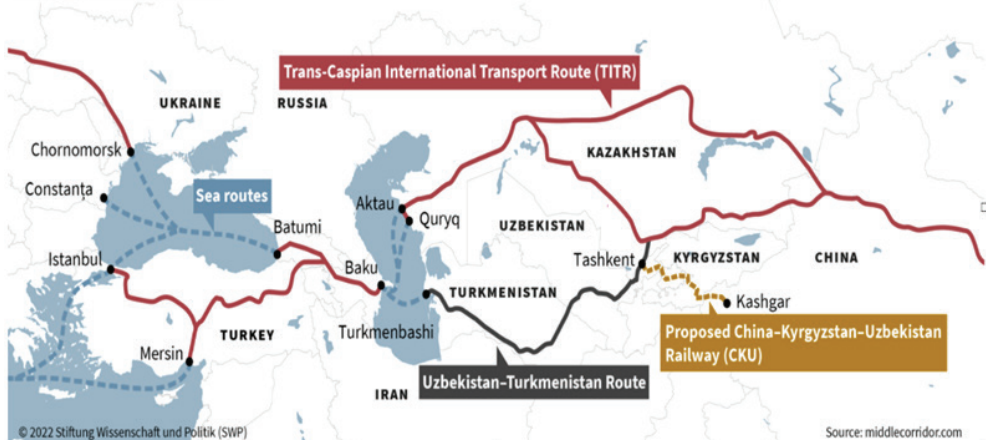 Trans-Caspian International Transport Route (TITR)
UKRAINE
RUSSIA
Chornomorsk
KAZAKHSTAN
Constanța
Sea routes
Aktau
Quryq
Batumi
UZBEKISTAN
Istanbul
Baku
Tashkent
KYRGYZSTAN
CHINA
TURKMENISTAN
Kashgar
TURKEY
Turkmenbashi
Proposed China–Kyrgyzstan–Uzbekistan
Railway (CKU)
Mersin
Uzbekistan–Turkmenistan Route
IRAN
© 2022 Stiftung Wissenschaft und Politik (SWP)
Source: middlecorridor.com